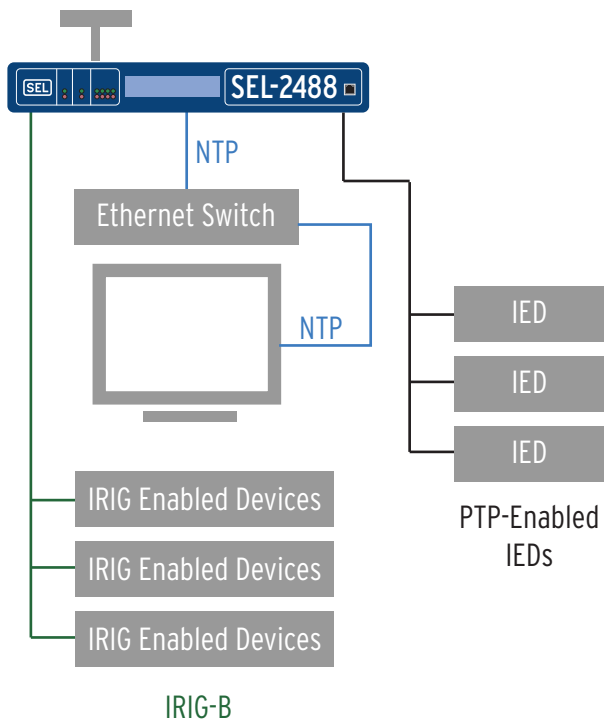 SEL
SEL-2488
NTP
Ethernet Switch
NTP
IED
IED
IED
PTP-Enabled
IEDs
IRIG Enabled Devices
IRIG Enabled Devices
IRIG Enabled Devices
IRIG-B